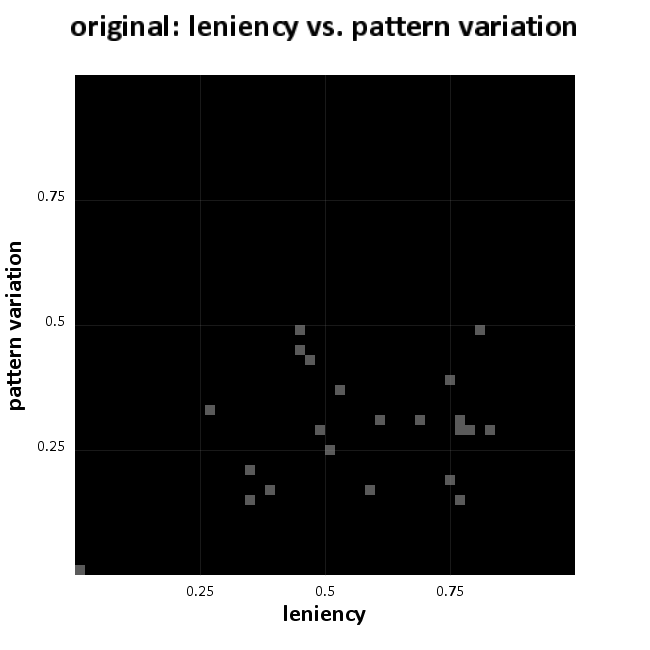 original: leniency vs. pattern variation
0.75
0.5
0.25
pattern variation
0.25
0.5
0.75
leniency